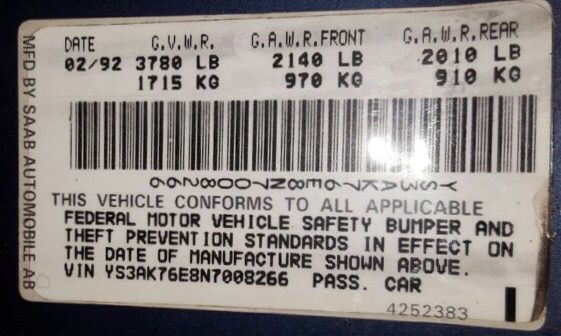 MFD BY SAAB AUTOMOBILE AB
DATE G.V.W.R. G.A.W.R.FRONT G.A.W.R.REAR
02/92 3780 LB 2140 LB 2010 LB
1715 KG 970 KG 910 KG
YS3AK76E8N7008266
THIS VEHICLE CONFORMS TO ALL APPLICABLE
FEDERAL MOTOR VEHICLE SAFETY BUMPER AND
THEFT PREVENTION STANDARDS IN EFFECT ON
THE DATE OF MANUFACTURE SHOWN ABOVE.
VIN YS3AK76E8N7008266 PASS. CAR
4252383